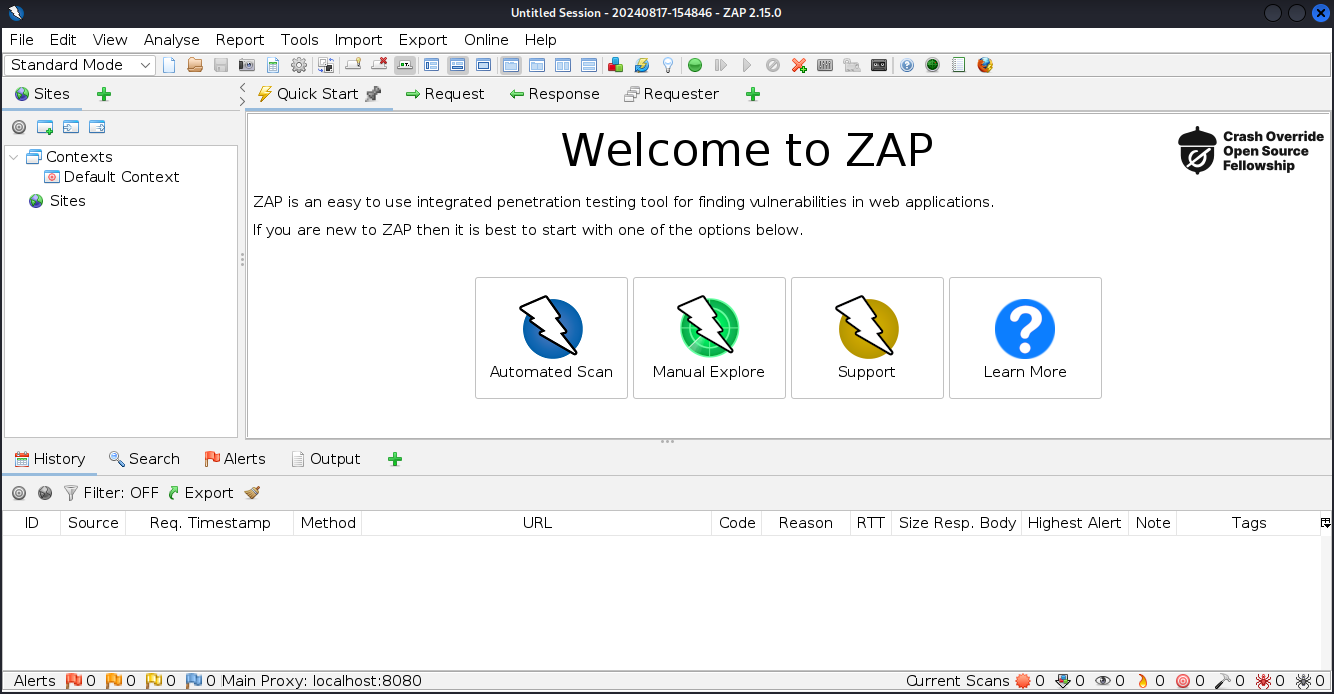 Untitled Session - 20240817-154846 - ZAP 2.15.0
File Edit View Analyse Report Tools Import Export Online Help
Standard Mode
Sites
Quick Start Request Response Requester
Contexts
Default Context
Sites
Welcome to ZAP
Crash Override
Open Source
Fellowship
ZAP is an easy to use integrated penetration testing tool for finding vulnerabilities in web applications.
If you are new to ZAP then it is best to start with one of the options below.
Automated Scan Manual Explore Support Learn More
History Search Alerts Output
Filter: OFF Export
ID Source Req. Timestamp Method URL Code Reason RTT Size Resp. Body Highest Alert Note Tags
Alerts 0 0 0 0 Main Proxy: localhost:8080 Current Scans 0 0 0 0 0 0 0 0